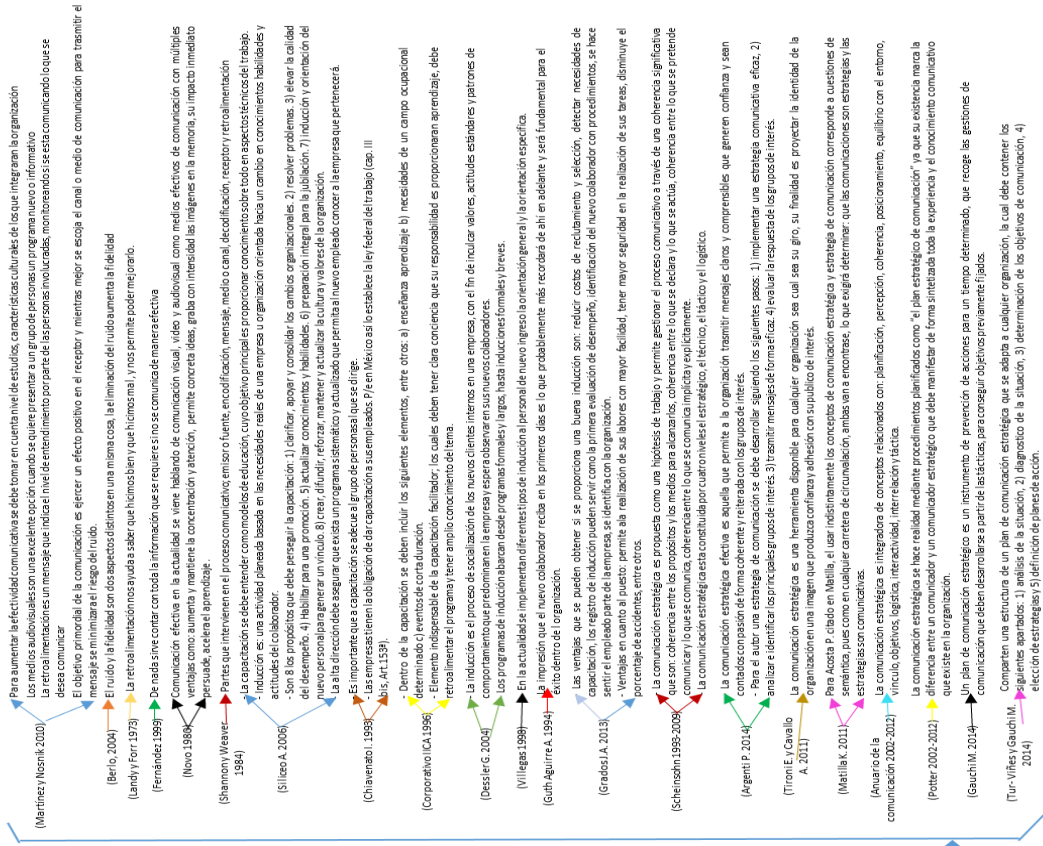 (Martínez y Nosnik 2010)
Para aumentar la efectividad comunicativa se debe tomar en cuenta nivel de estudios, características culturales de los que integraran la organización
Los medios audiovisuales son un excelente opción cuando se quiere presentar a un grupo de personas un programa nuevo o informativo
La retroalimentación es un mensaje que indica el nivel de entendimiento por parte de las personas involucradas, monitoreando si se esta comunicando lo que se
desea comunicar
El objetivo primordial de la comunicación es ejercer un efecto positivo en el receptor y mientras mejor se escoja el canal o medio de comunicación para trasmitir el
mensaje se minimizara el riesgo del ruido.
(Berlo, 2004)
El ruido y la fidelidad son dos aspectos distintos en una misma cosa, la eliminación del ruido aumenta la fidelidad
(Landy y Forr 1973)
La retroalimentación nos ayuda a saber que hicimos bien y que hicimos mal, y nos permite poder mejorarlo.
(Fernández 1999)
De nada sirve contar con toda la información que se requiere si no se comunica de manera efectiva
(Novo 1980)
Comunicación efectiva en la actualidad se viene hablando de comunicación visual, video y audiovisual como medios efectivos de comunicación con múltiples
ventajas como aumenta y mantiene la concentración y atención, permite concreta ideas, graba con intensidad las imágenes en la memoria, su impacto inmediato
persuade, acelera el aprendizaje.
(Shannon y Weaver
1984)
Partes que intervienen en el proceso comunicativo; emisor o fuente, encodificación, mensaje, medio o canal, decodificación, receptor y retroalimentación
(Siliceo A. 2006)
La capacitación se debe entender como modelos de educación, cuyo objetivo principal es proporcionar conocimiento sobre todo en aspectos técnicos del trabajo.
- Inducción es: una actividad planeada basada en las necesidades reales de una empresa u organización orientada hacia un cambio en conocimientos habilidades y
actitudes del colaborador.
- Son 8 los propósitos que debe perseguir la capacitación: 1) clarificar, apoyar y consolidar los cambios organizacionales. 2) resolver problemas. 3) elevar la calidad
del desempeño. 4) habilitar para una promoción. 5) actualizar conocimientos y habilidades. 6) preparación integral para la jubilación. 7) inducción y orientación del
nuevo personal para generar un vinculo. 8) crear, difundir, reforzar, mantener y actualizar la cultura y valores de la organización.
La alta dirección debe asegurar que exista un programa sistemático y actualizado que permita al nuevo empleado conocer a la empresa que pertenecerá.
(Chiavenato I. 1993)
Es importante que a capacitación se adecue al grupo de personas al que se dirige.
- Las empresas tienen la obligación de dar capacitación a sus empleados. P/e en México así lo establece la ley federal del trabajo (cap. III
bis, Art.153ª).
(Corporativo IICA 1996)
- Dentro de la capacitación se deben incluir los siguientes elementos, entre otros: a) enseñanza aprendizaje b) necesidades de un campo ocupacional
determinado c) eventos de corta duración.
- Elemento indispensable de la capacitación facilitador; los cuales deben tener clara conciencia que su responsabilidad es proporcionaran aprendizaje, debe
retroalimentar el programa y tener amplio conocimiento del tema.
(Dessler G. 2004)
La inducción es el proceso de socialización de los nuevos clientes internos en una empresa, con el fin de inculcar valores, actitudes estándares y patrones de
comportamiento que predominan en la empresa y espera observar en sus nuevos colaboradores.
Los programas de inducción abarcan desde programas formales y largos, hasta inducciones formales y breves.
(Villegas 1998)
En la actualidad se implementan diferentes tipos de inducción al personal de nuevo ingreso la orientación general y la orientación especifica.
(Guth Aguirre A. 1994)
La impresión que el nuevo colaborador reciba en los primeros días es lo que probablemente más recordará de ahí en adelante y será fundamental para el
éxito dentro de l organización.
(Grados J.A. 2013)
Las ventajas que se pueden obtener si se proporciona una buena inducción son: reducir costos de reclutamiento y selección, detectar necesidades de
capacitación, los registro de inducción pueden servir como la primera evaluación de desempeño, identificación del nuevo colaborador con procedimientos, se hace
sentir el empleado parte de la empresa, se identifica con la organización.
- Ventajas en cuanto al puesto: permite ala realización de sus labores con mayor facilidad, tener mayor seguridad en la realización de sus tareas, disminuye el
porcentaje de accidentes, entre otros.
(Scheinsohn 1993-2009)
La comunicación estratégica es propuesta como una hipótesis de trabajo y permite gestionar el proceso comunicativo a través de una coherencia significativa
que son: coherencia entre los propósitos y los medios para alcanzarlos, coherencia entre lo que se declara y lo que se actúa, coherencia entre lo que se pretende
comunicar y lo que se comunica, coherencia entre lo que se comunica implícita y explícitamente.
La comunicación estratégica esta constituida por cuatro niveles el estratégico, el técnico, el táctico y el logístico.
(Argenti P. 2014)
La comunicación estratégica efectiva es aquella que permite a la organización trasmitir mensajes claros y comprensibles que generen confianza y sean
contados con pasión de forma coherente y reiterada con los grupos de interés.
- Para el autor una estrategia de comunicación se debe desarrollar siguiendo los siguientes pasos: 1) implementar una estrategia comunicativa eficaz, 2)
analizar e identificar los principales grupos de interés. 3) trasmitir mensajes de forma eficaz. 4) evaluar la respuesta de los grupos de interés.
(Tironi E. y Cavallo
A. 2011)
La comunicación estratégica es una herramienta disponible para cualquier organización sea cual sea su giro, su finalidad es proyectar la identidad de la
organización en una imagen que produzca confianza y adhesión con su publico de interés.
(Matilla K. 2011)
Para Acosta P. citado en Matilla, el usar indistintamente los conceptos de comunicación estratégica y estrategia de comunicación corresponde a cuestiones de
semántica, pues como en cualquier carretera de circunvalación, ambas van a encontrase, lo que exigirá determinar: que las comunicaciones son estrategias y las
estrategias son comunicativas.
(Anuario de la
comunicación 2002-2012)
La comunicación estratégica es integradora de conceptos relacionados con: planificación, percepción, coherencia, posicionamiento, equilibrio con el entorno,
vinculo, objetivos, logística, interactividad, interrelación y táctica.
(Potter 2002-2012)
La comunicación estratégica se hace realidad mediante procedimientos planificados como "el plan estratégico de comunicación" ya que su existencia marca la
diferencia entre un comunicador y un comunicador estratégico que debe manifestar de forma sintetizada toda la experiencia y el conocimiento comunicativo
que existe en la organización.
(Gauchi M. 2014)
Un plan de comunicación estratégico es un instrumento de prevención de acciones para un tiempo determinado, que recoge las gestiones de
comunicación que deben desarrollarse a partir de las tácticas, para conseguir objetivos previamente fijados.
(Tur- Viñes y Gauchi M.
2014)
Comparten una estructura de un plan de comunicación estratégica que se adapta a cualquier organización, la cual debe contener los
siguientes apartados: 1) análisis de la situación, 2) diagnostico de la situación, 3) determinación de los objetivos de comunicación, 4)
elección de estrategias y 5) definición de planes de acción.